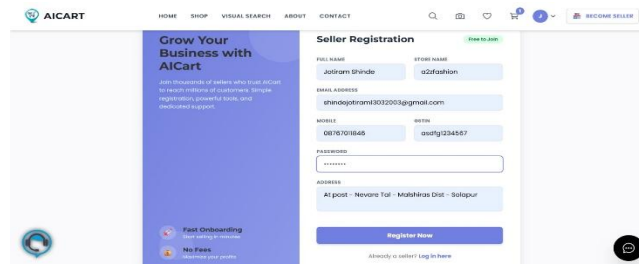 AICART
HOME SHOP VISUAL SEARCH ABOUT CONTACT
J
BECOME SELLER
Grow Your
Business with
AICart
Join thousands of sellers who trust AICart
to reach millions of customers. Simple
registration, powerful tools, and
dedicated support.
Fast Onboarding
Start selling in minutes
No Fees
Maximize your profits
Seller Registration
Free to Join
FULL NAME STORE NAME
Jotiram Shinde a2zfashion
EMAIL ADDRESS
shindejotiram13032003@gmail.com
MOBILE GSTIN
08767011846 asdfg1234567
PASSWORD
••••••••
ADDRESS
At post - Nevare Tal - Malshiras Dist - Solapur
Register Now
Already a seller? Log in here